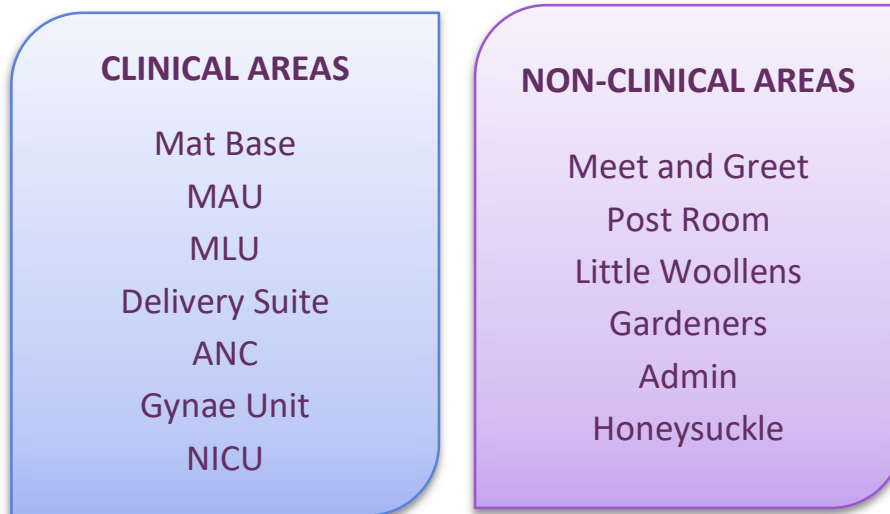 CLINICAL AREAS
Mat Base
MAU
MLU
Delivery Suite
ANC
Gynae Unit
NICU
NON-CLINICAL AREAS
Meet and Greet
Post Room
Little Woollens
Gardeners
Admin
Honeysuckle